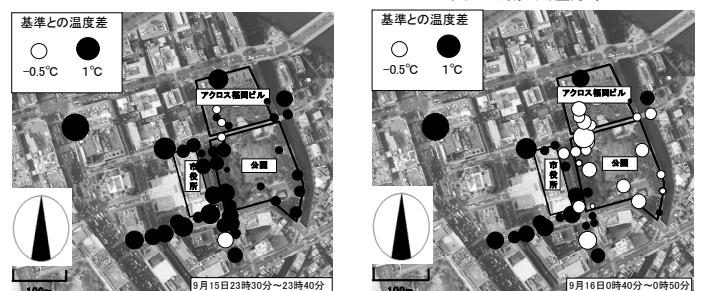 基準との温度差
-0.5℃ 1℃
アクロス福岡ビル
市役所
公園
9月15日23時30分～23時40分
基準との温度差
-0.5℃ 1℃
アクロス福岡ビル
市役所
公園
9月16日0時40分～0時50分